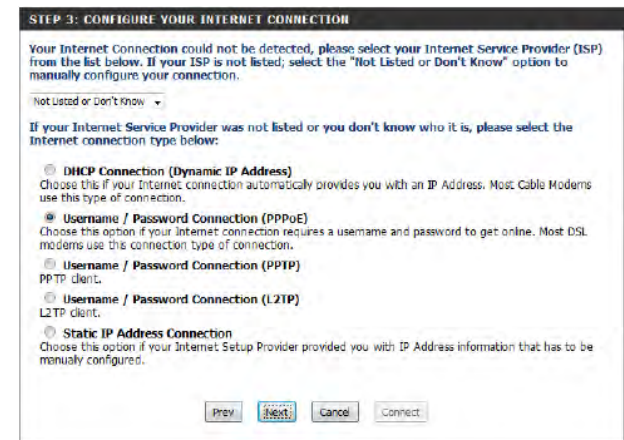 STEP 3: CONFIGURE YOUR INTERNET CONNECTION
Your Internet Connection could not be detected, please select your Internet Service Provider (ISP)
from the list below. If your ISP is not listed; select the "Not Listed or Don't Know" option to
manually configure your connection.
Not Listed or Don't Know
If your Internet Service Provider was not listed or you don't know who it is, please select the
Internet connection type below:
DHCP Connection (Dynamic IP Address)
Choose this if your Internet connection automatically provides you with an IP Address. Most Cable Modems
use this type of connection.
Username / Password Connection (PPPoE)
Choose this option if your Internet connection requires a username and password to get online. Most DSL
modems use this connection type of connection.
Username / Password Connection (PPTP)
PPTP client.
Username / Password Connection (L2TP)
L2TP client.
Static IP Address Connection
Choose this option if your Internet Setup Provider provided you with IP Address information that has to be
manually configured.
Prev Next Cancel Connect